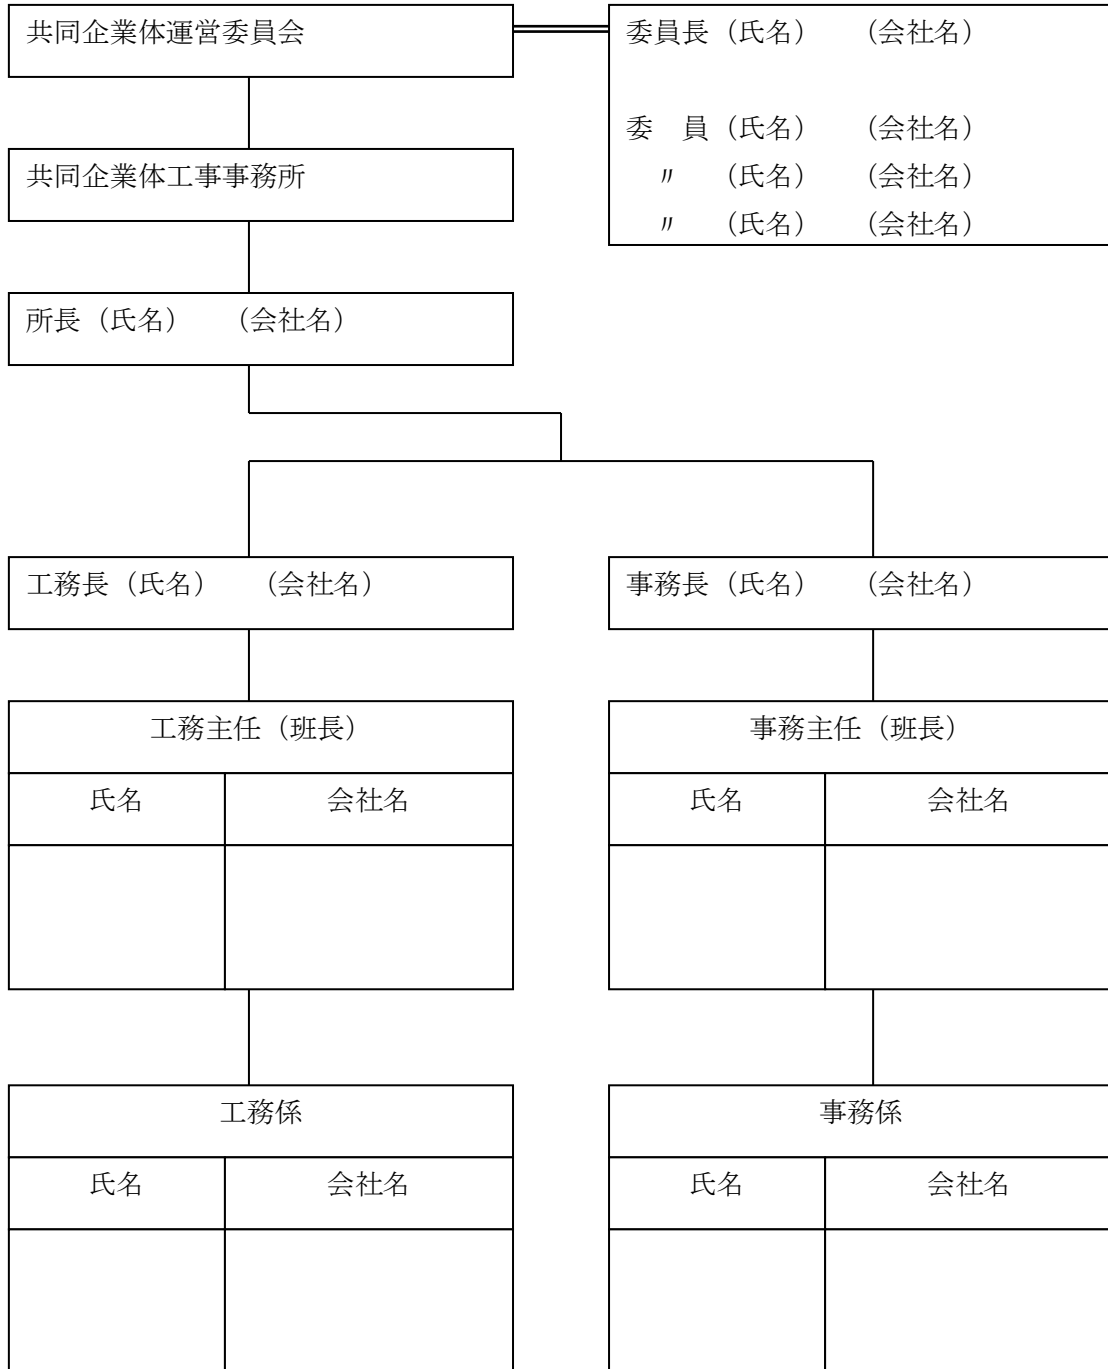 共同企業体運営委員会
委員長（氏名）　（会社名）
委　員（氏名）　（会社名）
〃　（氏名）　（会社名）
〃　（氏名）　（会社名）
共同企業体工事事務所
所長（氏名）　（会社名）
工務長（氏名）　（会社名）
事務長（氏名）　（会社名）
工務主任（班長）
氏名　会社名
事務主任（班長）
氏名　会社名
工務係
氏名　会社名
事務係
氏名　会社名